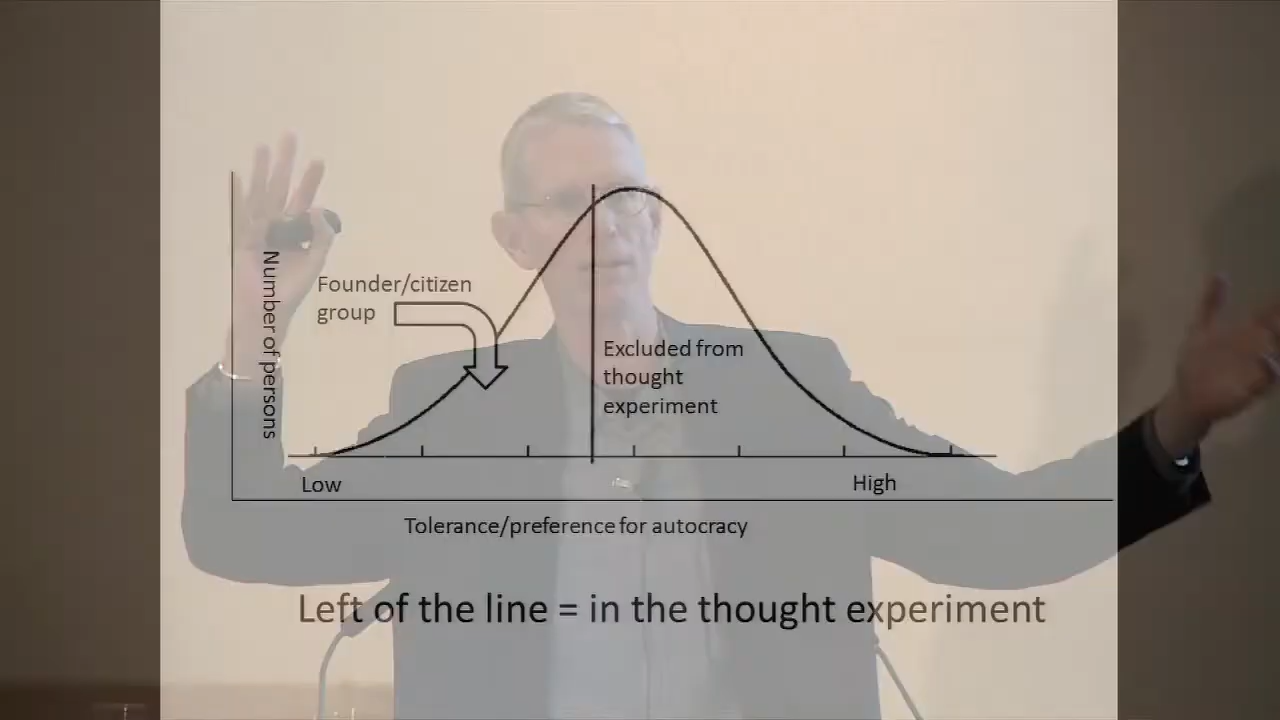 Number of persons
Founder/citizen
group
Excluded from
thought
experiment
Low
High
Tolerance/preference for autocracy
Left of the line = in the thought experiment